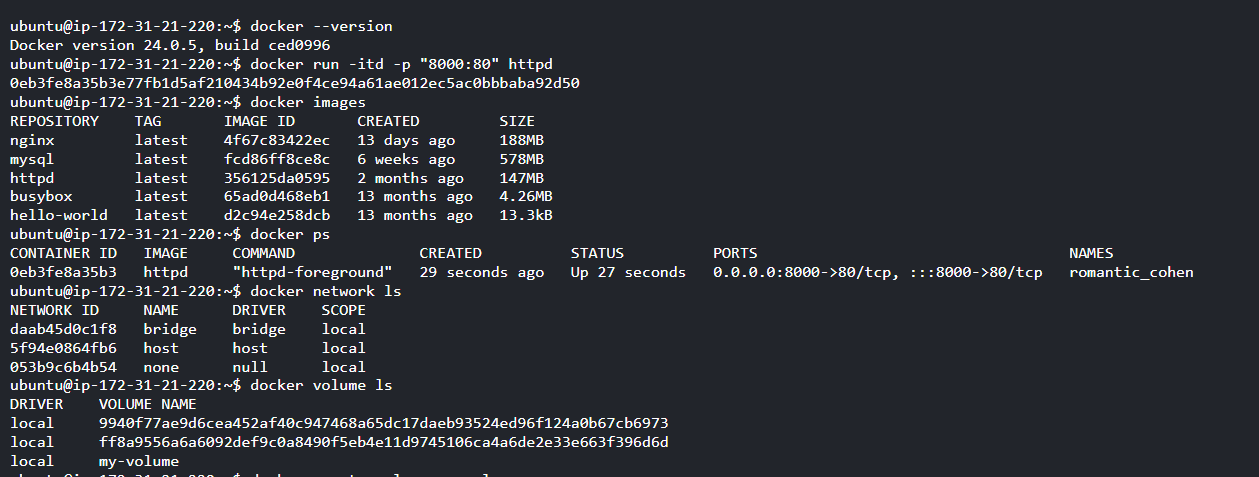 ubuntu@ip-172-31-21-220:~$ docker --version
Docker version 24.0.5, build ced0996
ubuntu@ip-172-31-21-220:~$ docker run -itd -p "8000:80" httpd
0eb3fe8a35b3e77fb1d5af210434b92e0f4ce94a61ae012ec5ac0bbbaba92d50
ubuntu@ip-172-31-21-220:~$ docker images
REPOSITORY    TAG       IMAGE ID       CREATED         SIZE
nginx         latest    4f67c83422ec   13 days ago     188MB
mysql         latest    fcd86ff8ce8c   6 weeks ago     578MB
httpd         latest    356125da0595   2 months ago    147MB
busybox       latest    65ad0d468eb1   13 months ago   4.26MB
hello-world   latest    d2c94e258dcb   13 months ago   13.3kB
ubuntu@ip-172-31-21-220:~$ docker ps
CONTAINER ID   IMAGE     COMMAND              CREATED          STATUS          PORTS                                   NAMES
0eb3fe8a35b3   httpd     "httpd-foreground"   29 seconds ago   Up 27 seconds   0.0.0.0:8000->80/tcp, :::8000->80/tcp   romantic_cohen
ubuntu@ip-172-31-21-220:~$ docker network ls
NETWORK ID     NAME      DRIVER    SCOPE
daab45d0c1f8   bridge    bridge    local
5f94e0864fb6   host      host      local
053b9c6b4b54   none      null      local
ubuntu@ip-172-31-21-220:~$ docker volume ls
DRIVER    VOLUME NAME
local     9940f77ae9d6cea452af40c947468a65dc17daeb93524ed96f124a0b67cb6973
local     ff8a9556a6a6092def9c0a8490f5eb4e11d9745106ca4a6de2e33e663f396d6d
local     my-volume